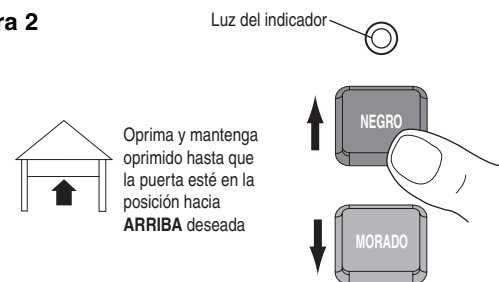 ra 2
Luz del indicador
NEGRO
Oprima y mantenga
oprimido hasta que
la puerta esté en la
posición hacia
ARRIBA deseada
MORADO